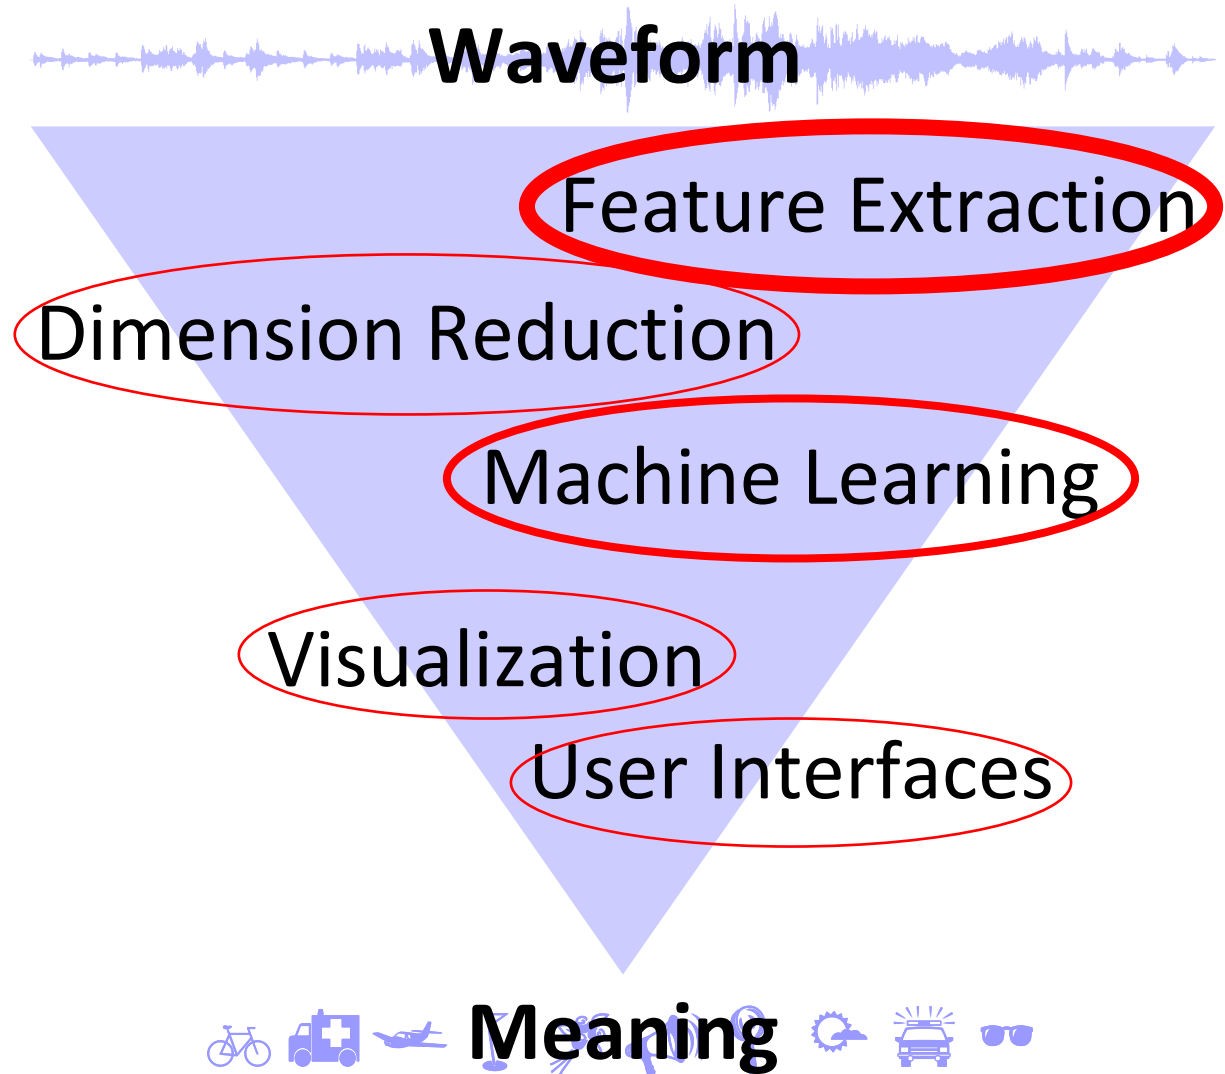 Waveform
Feature Extraction
Dimension Reduction
Machine Learning
Visualization
User Interfaces
Meaning